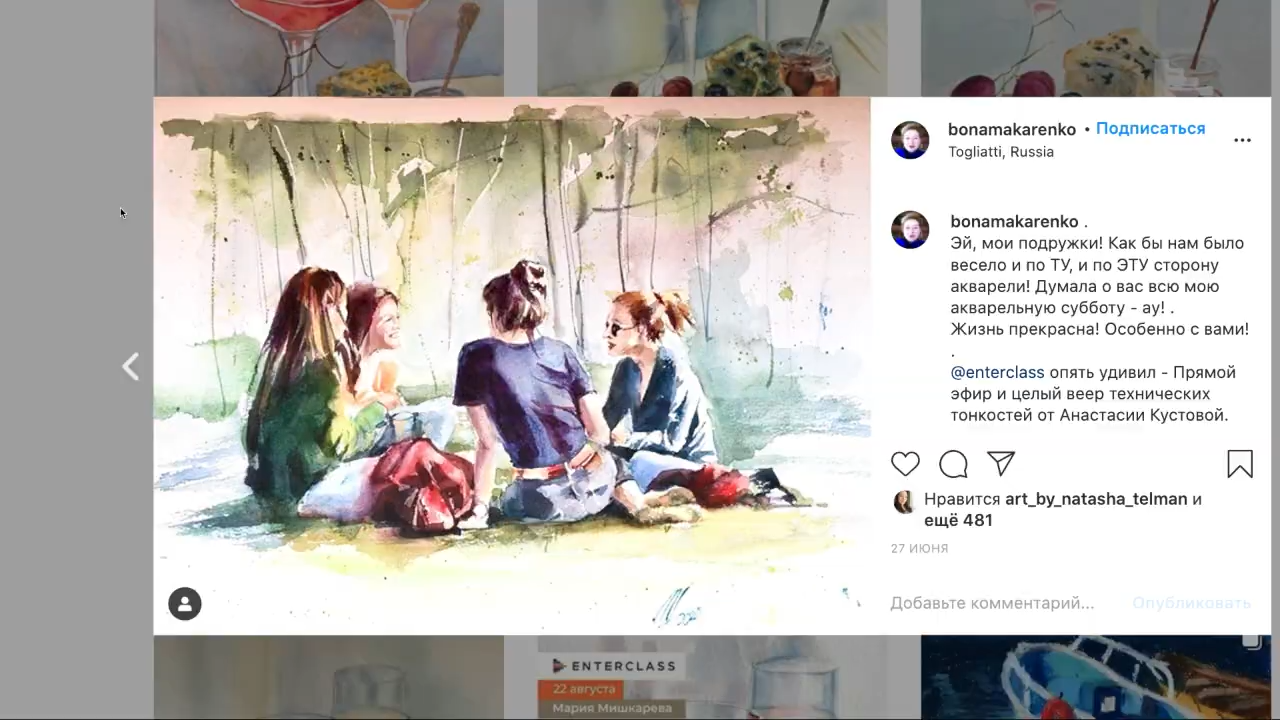 bonamakarenko • Подписаться
Togliatti, Russia
bonamakarenko .
Эй, мои подружки! Как бы нам было
весело и по ТУ, и по ЭТУ сторону
акварели! Думала о вас всю мою
акварельную субботу - ау! .
Жизнь прекрасна! Особенно с вами!
.
@enterclass опять удивил - Прямой
эфир и целый веер технических
тонкостей от Анастасии Кустовой.
Нравится art_by_natasha_telman и
ещё 481
27 ИЮНЯ
Добавьте комментарий... Опубликовать
ENTERCLASS
22 августа
Мария Мишкарева